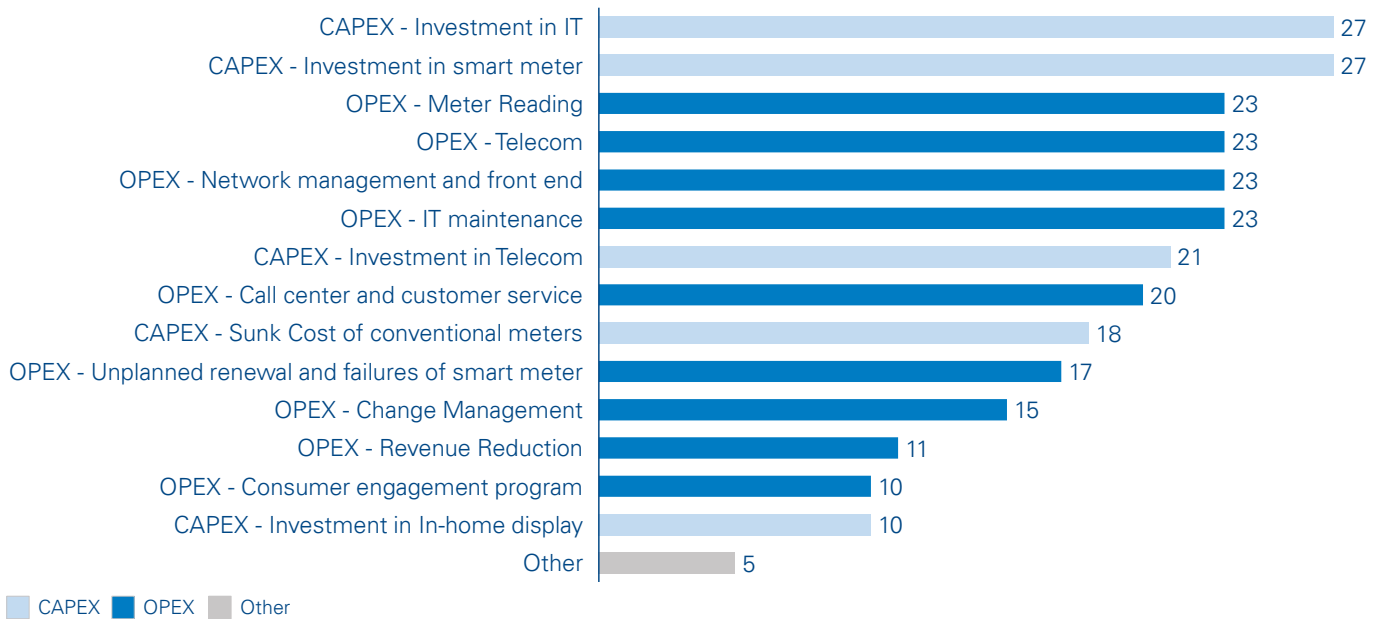 CAPEX - Investment in IT 27
CAPEX - Investment in smart meter 27
OPEX - Meter Reading 23
OPEX - Telecom 23
OPEX - Network management and front end 23
OPEX - IT maintenance 23
CAPEX - Investment in Telecom 21
OPEX - Call center and customer service 20
CAPEX - Sunk Cost of conventional meters 18
OPEX - Unplanned renewal and failures of smart meter 17
OPEX - Change Management 15
OPEX - Revenue Reduction 11
OPEX - Consumer engagement program 10
CAPEX - Investment in In-home display 10
Other 5
CAPEX OPEX Other